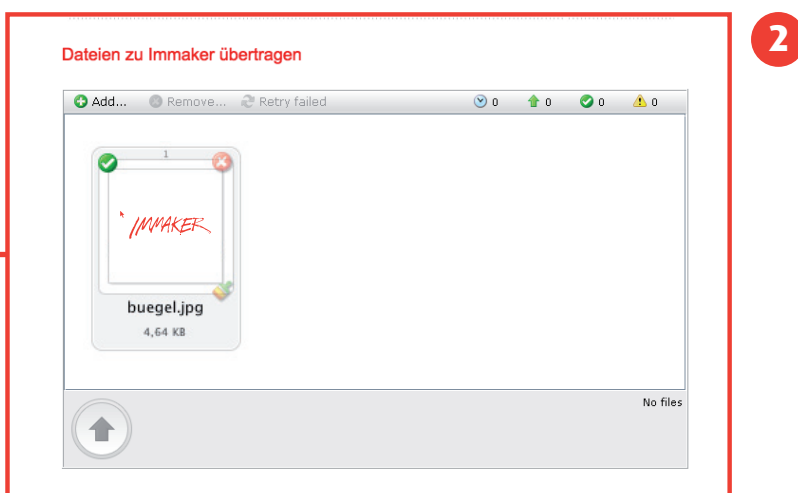 2
Dateien zu Immaker übertragen
Add... Remove... Retry failed 0 0 0 0
1
IMMAKER
buegel.jpg
4,64 KB
No files